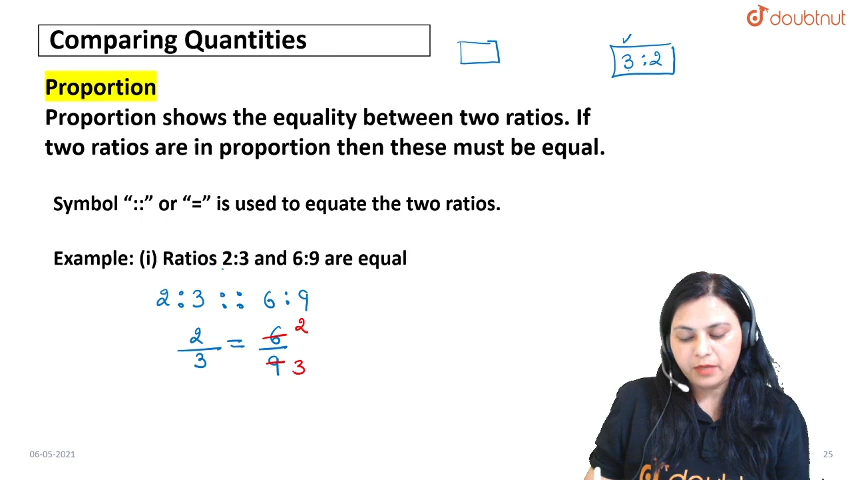 doubtnut
Comparing Quantities
3:2
Proportion
Proportion shows the equality between two ratios. If
two ratios are in proportion then these must be equal.
Symbol “::” or “=” is used to equate the two ratios.
Example: (i) Ratios 2:3 and 6:9 are equal
2:3 :: 6:9
2/3 = 6/9 2 3
06-05-2021
25
doubtnut